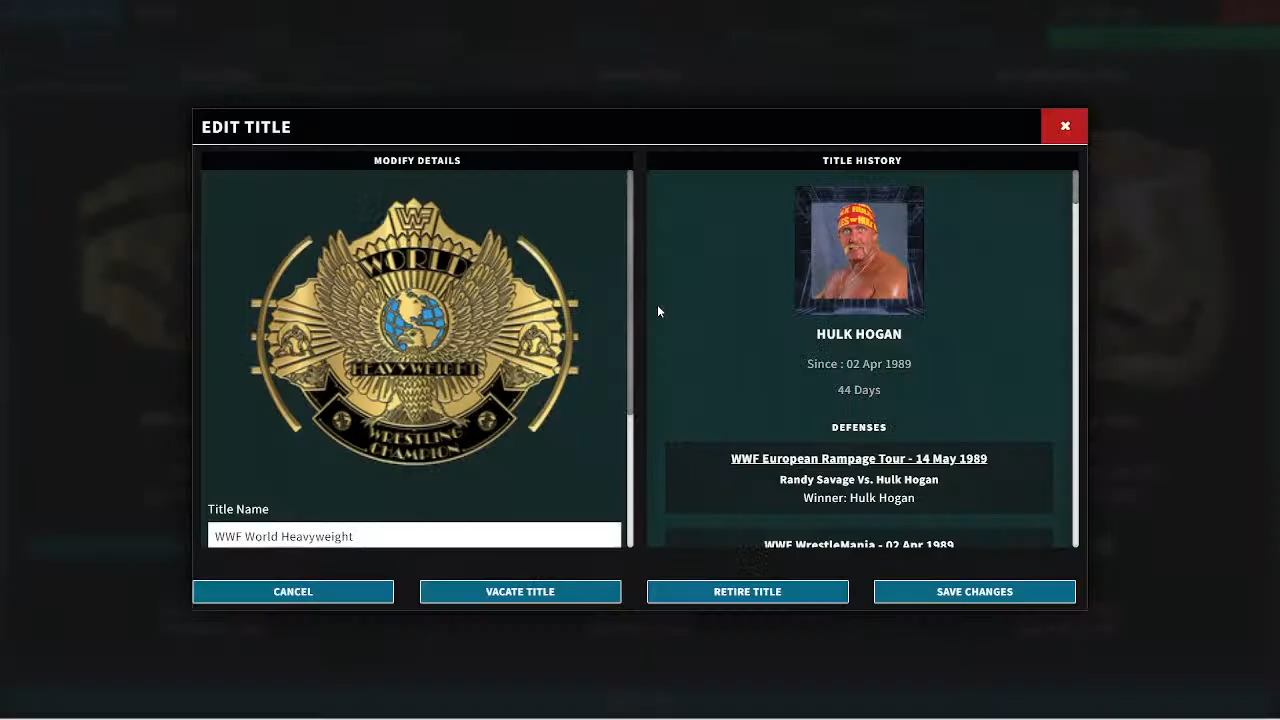 EDIT TITLE
MODIFY DETAILS
WF
WORLD
HEAVYWEIGHT
WRESTLING
CHAMPION
Title Name
WWF World Heavyweight
TITLE HISTORY
HULK HOGAN
Since : 02 Apr 1989
44 Days
DEFENSES
WWF European Rampage Tour - 14 May 1989
Randy Savage Vs. Hulk Hogan
Winner: Hulk Hogan
WWF WrestleMania - 02 Apr 1989
CANCEL
VACATE TITLE
RETIRE TITLE
SAVE CHANGES